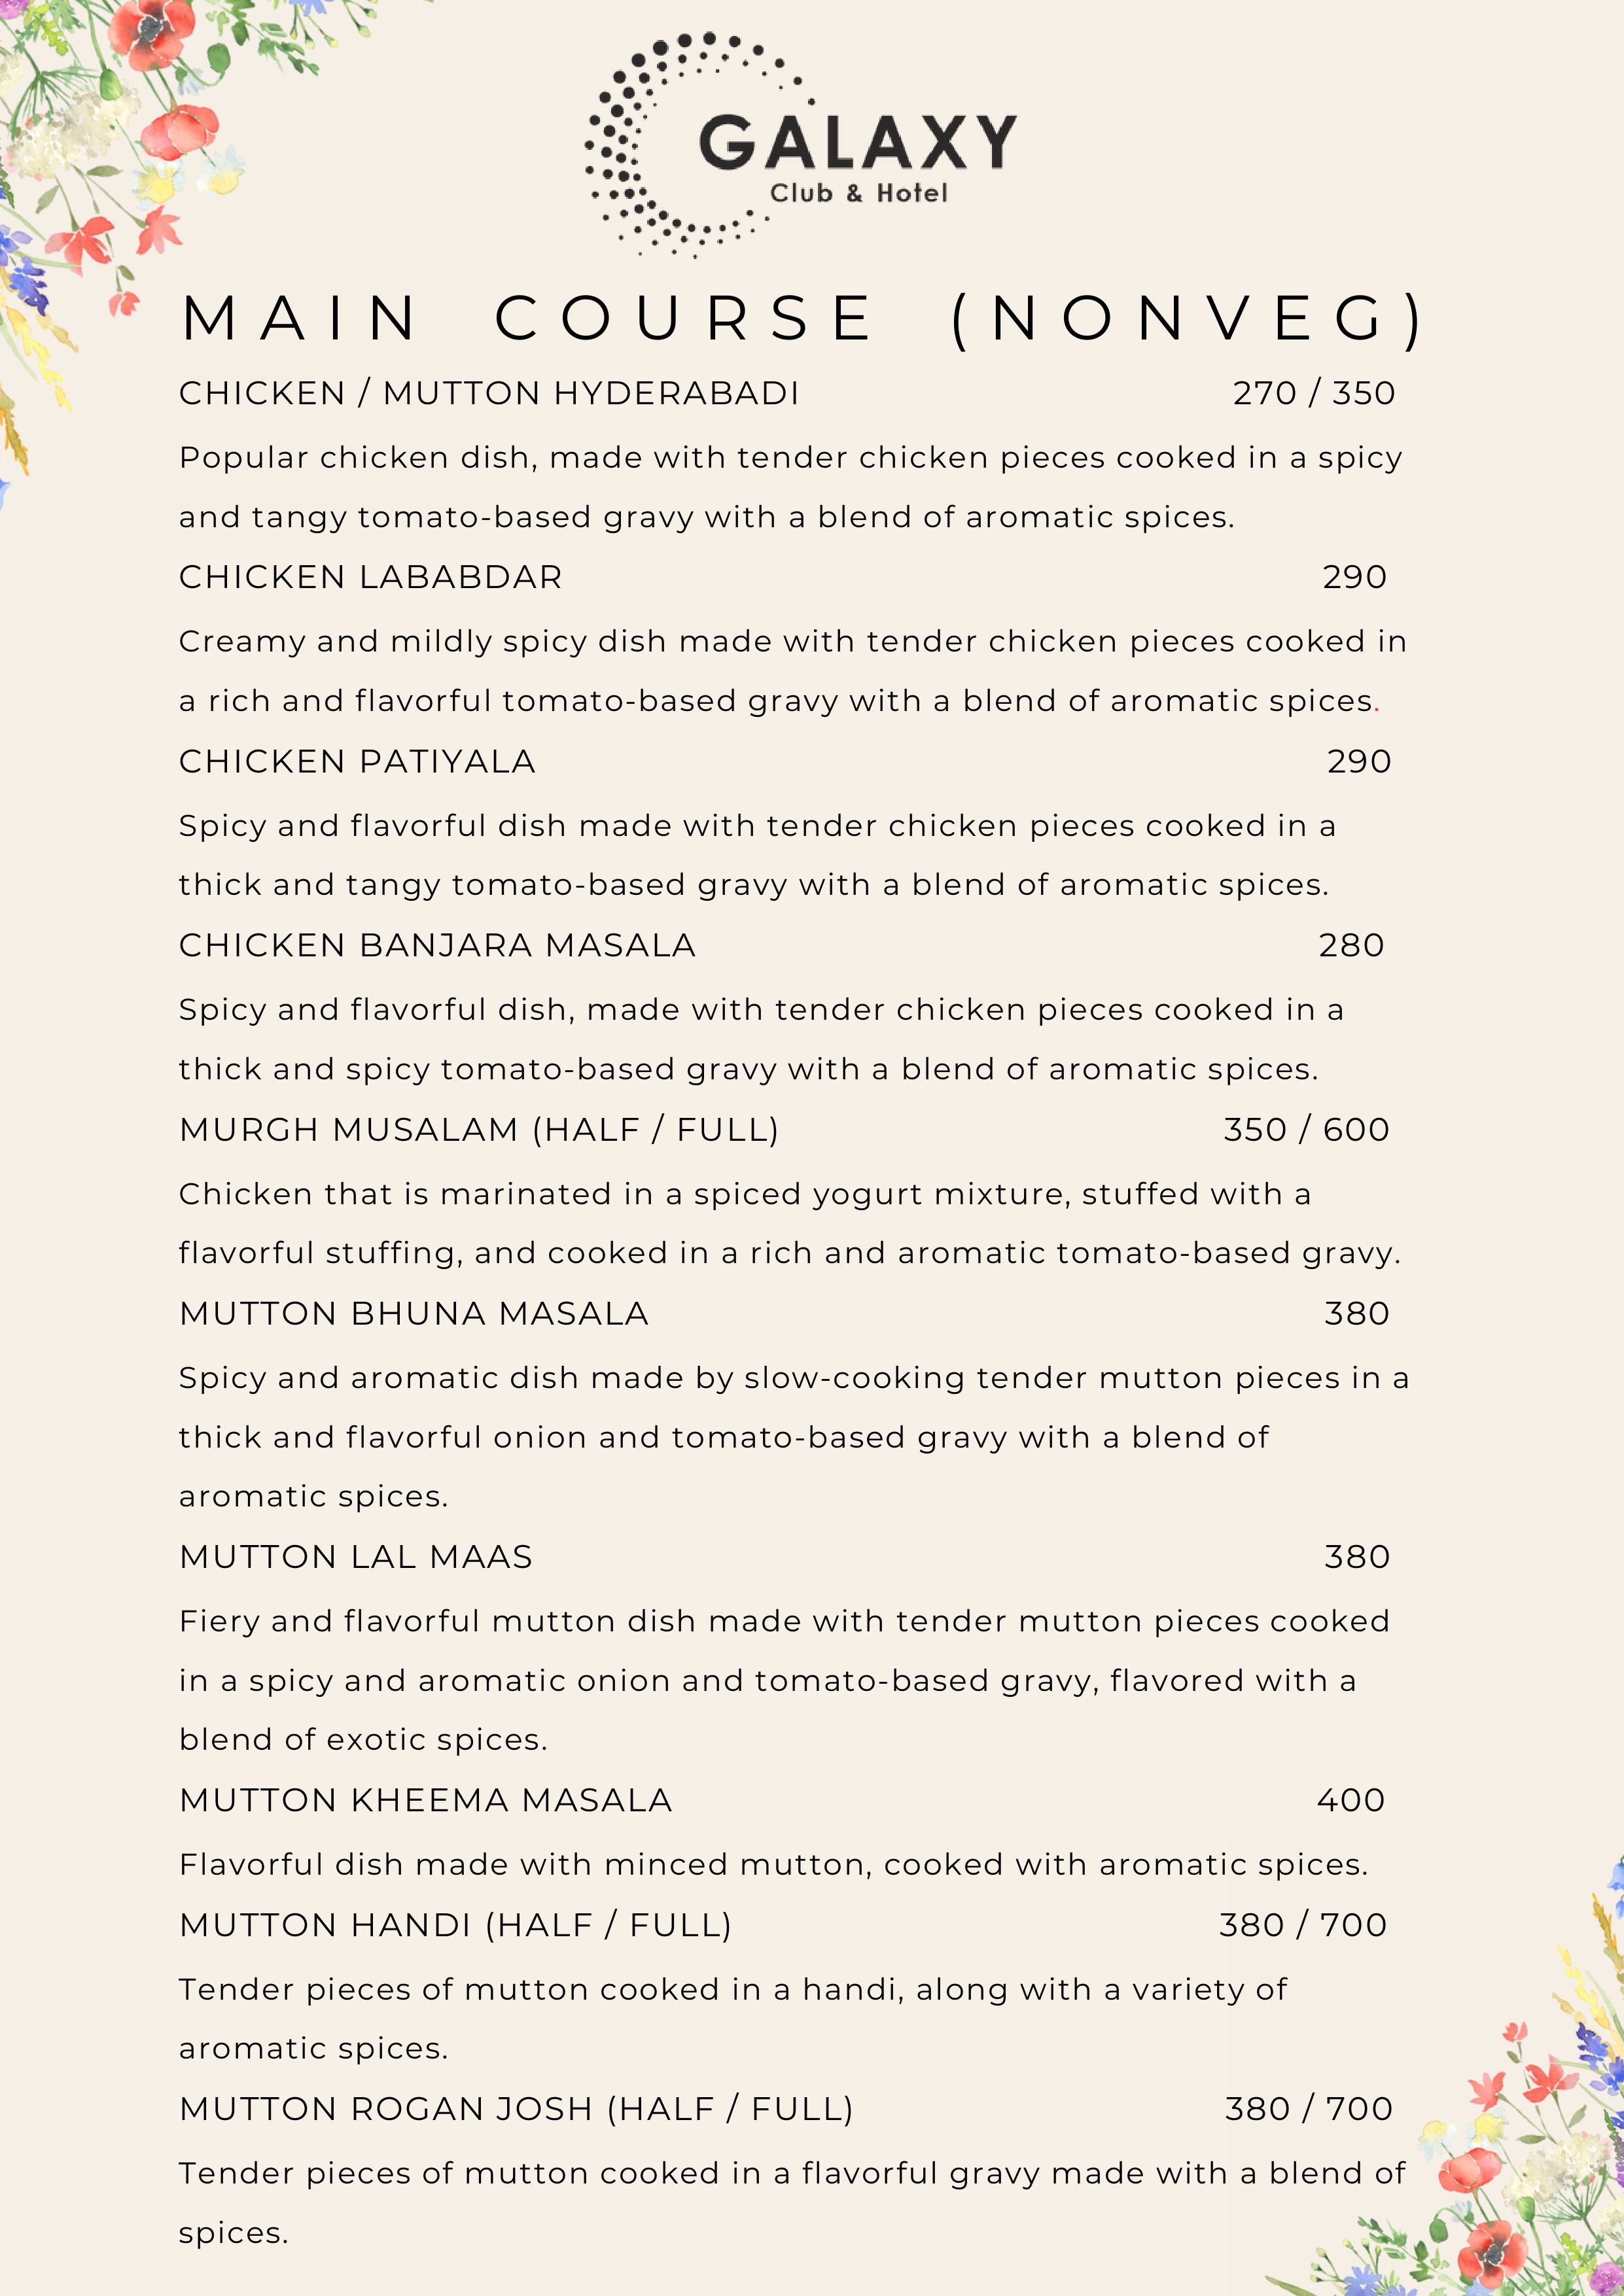 GALAXY
Club & Hotel
MAIN COURSE (NONVEG)
CHICKEN / MUTTON HYDERABADI 270 / 350
Popular chicken dish, made with tender chicken pieces cooked in a spicy
and tangy tomato-based gravy with a blend of aromatic spices.
CHICKEN LABABDAR 290
Creamy and mildly spicy dish made with tender chicken pieces cooked in
a rich and flavorful tomato-based gravy with a blend of aromatic spices.
CHICKEN PATIYALA 290
Spicy and flavorful dish made with tender chicken pieces cooked in a
thick and tangy tomato-based gravy with a blend of aromatic spices.
CHICKEN BANJARA MASALA 280
Spicy and flavorful dish, made with tender chicken pieces cooked in a
thick and spicy tomato-based gravy with a blend of aromatic spices.
MURGH MUSALAM (HALF / FULL) 350 / 600
Chicken that is marinated in a spiced yogurt mixture, stuffed with a
flavorful stuffing, and cooked in a rich and aromatic tomato-based gravy.
MUTTON BHUNA MASALA 380
Spicy and aromatic dish made by slow-cooking tender mutton pieces in a
thick and flavorful onion and tomato-based gravy with a blend of
aromatic spices.
MUTTON LAL MAAS 380
Fiery and flavorful mutton dish made with tender mutton pieces cooked
in a spicy and aromatic onion and tomato-based gravy, flavored with a
blend of exotic spices.
MUTTON KHEEMA MASALA 400
Flavorful dish made with minced mutton, cooked with aromatic spices.
MUTTON HANDI (HALF / FULL) 380 / 700
Tender pieces of mutton cooked in a handi, along with a variety of
aromatic spices.
MUTTON ROGAN JOSH (HALF / FULL) 380 / 700
Tender pieces of mutton cooked in a flavorful gravy made with a blend of
spices.